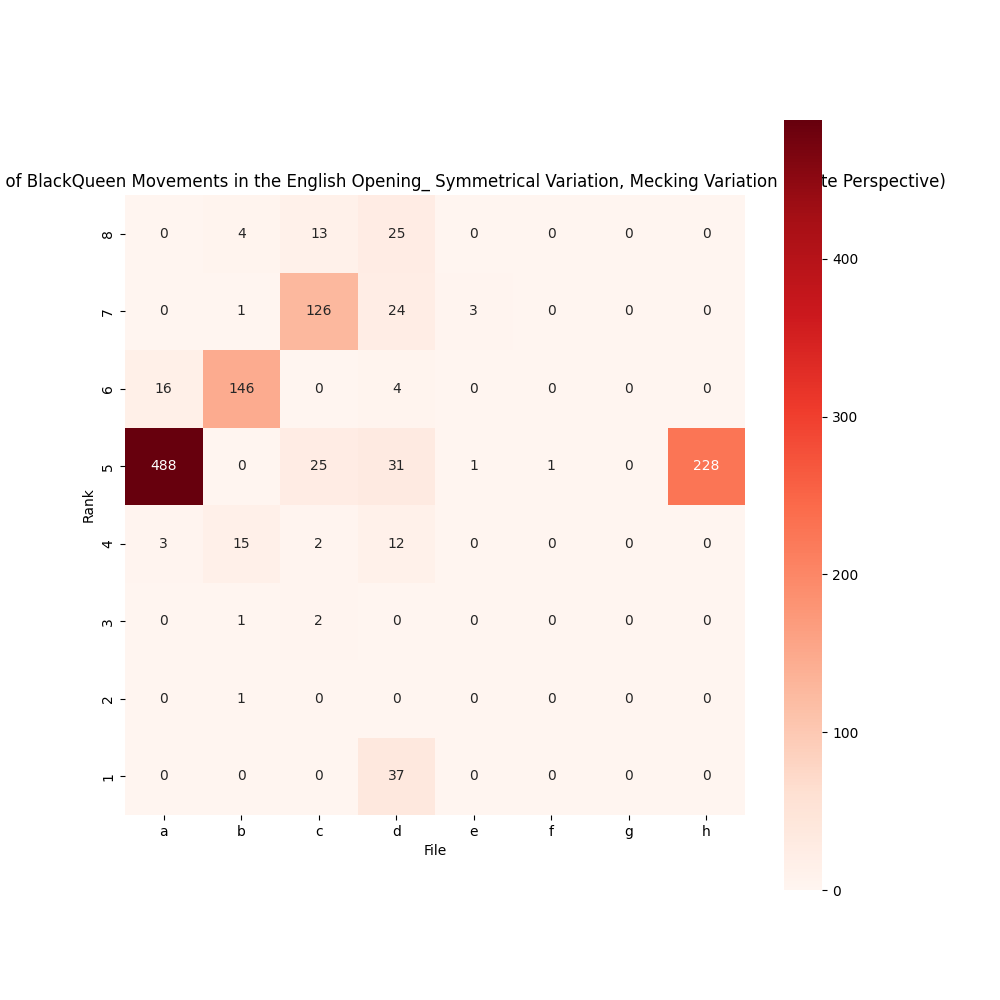 of BlackQueen Movements in the English Opening_ Symmetrical Variation, Mecking Variation te Perspective)
8 0 4 13 25 0 0 0 0
400
7 0 1 126 24 3 0 0 0
6 16 146 0 4 0 0 0 0
300
5 488 0 25 31 1 1 0 228
Rank
4 3 15 2 12 0 0 0 0
200
3 0 1 2 0 0 0 0 0
2 0 1 0 0 0 0 0 0
100
1 0 0 0 37 0 0 0 0
a b c d e f g h
File
0